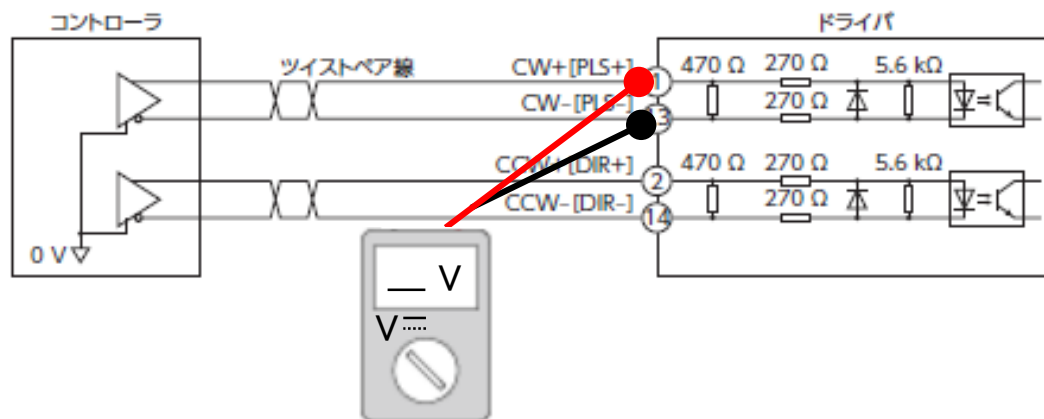 コントローラ
ドライバ
ツイストペア線
CW+[PLS+]
1
470 Ω
270 Ω
5.6 kΩ
CW-[PLS-]
13
270 Ω
CCW+[DIR+]
2
470 Ω
270 Ω
5.6 kΩ
CCW-[DIR-]
14
270 Ω
0 V
V
V